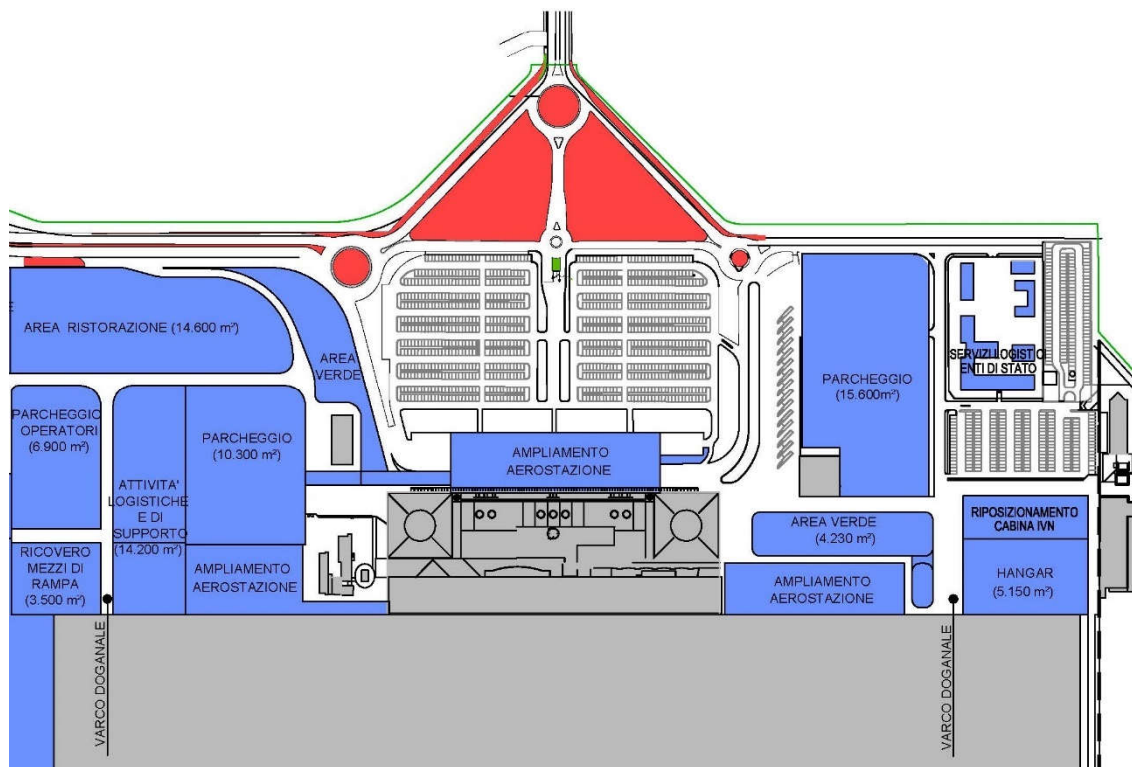 AREA RISTORAZIONE (14.600 m²)
AREA
VERDE
PARCHEGGIO
OPERATORI
(6.900 m²)
PARCHEGGIO
(10.300 m²)
ATTIVITA'
LOGISTICHE
E DI
SUPPORTO
(14.200 m²)
RICOVERO
MEZZI DI
RAMPA
(3.500 m²)
AMPLIAMENTO
AEROSTAZIONE
AMPLIAMENTO
AEROSTAZIONE
PARCHEGGIO
(15.600m²)
SERVIZI LOGISTICI
ENTI DI STATO
AREA VERDE
(4.230 m²)
AMPLIAMENTO
AEROSTAZIONE
RIPOSIZIONAMENTO
CABINA IVN
HANGAR
(5.150 m²)
VARCO DOGANALE
VARCO DOGANALE